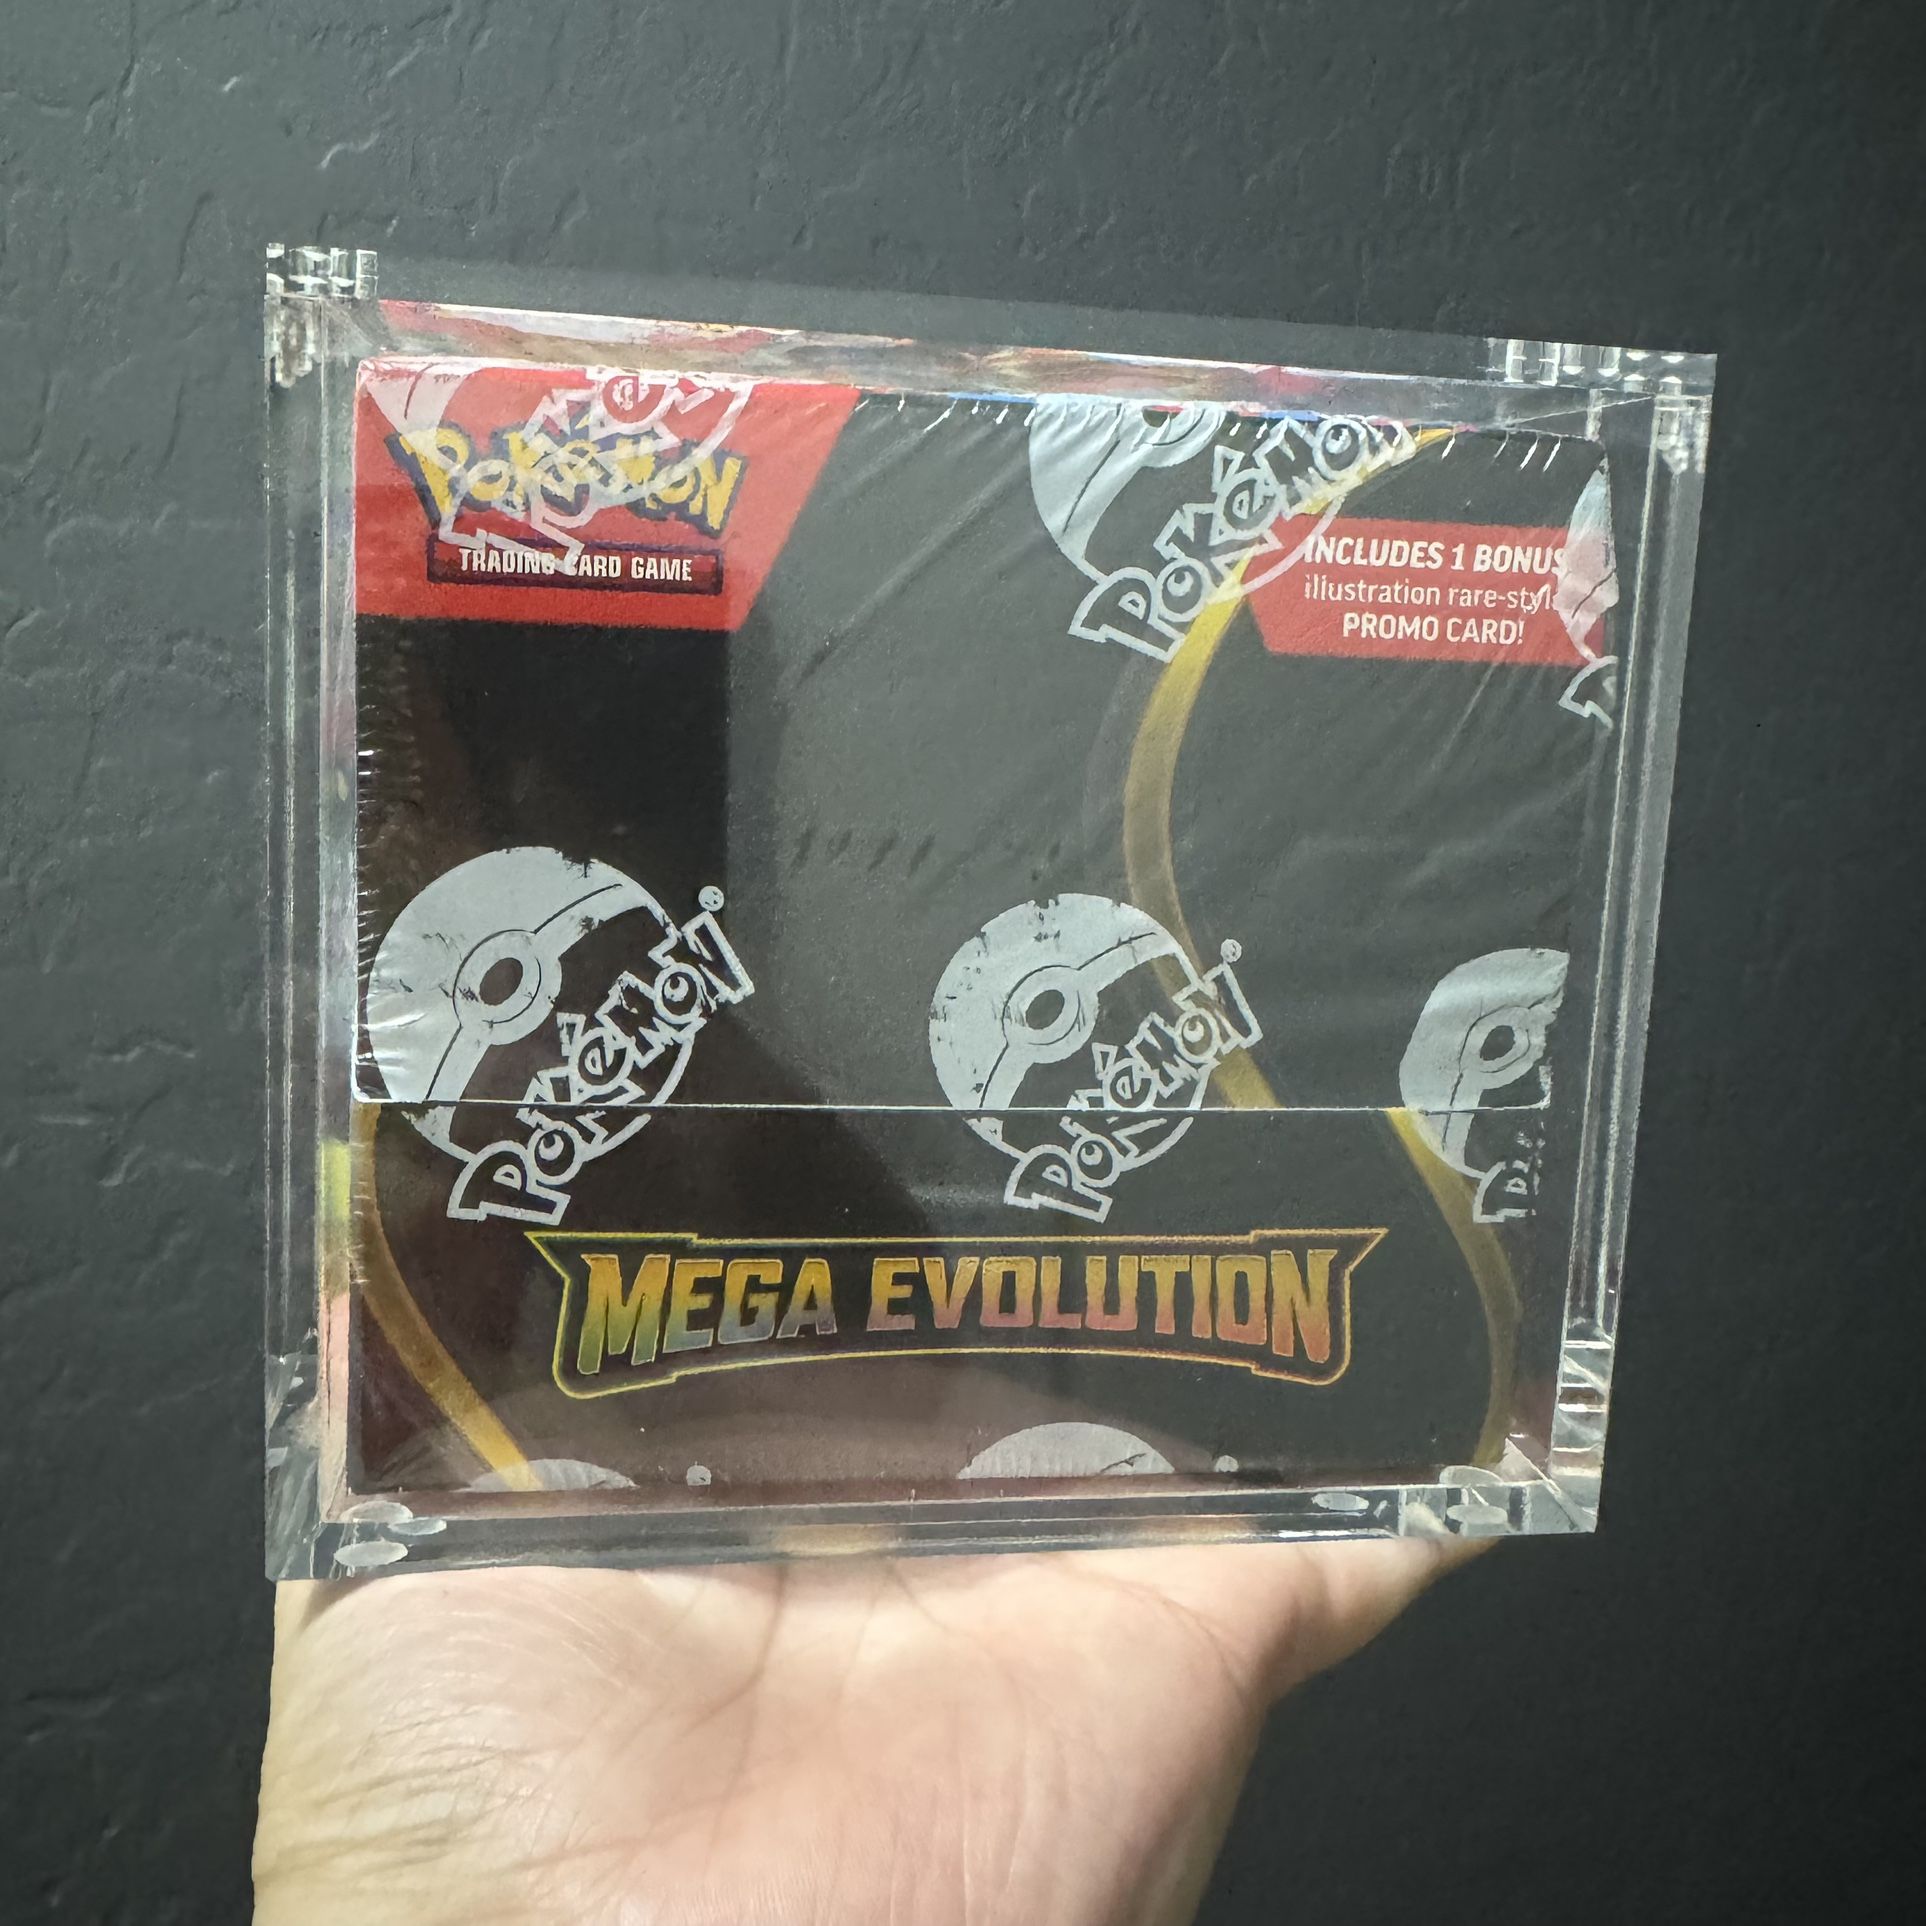 POKéMON
TRADING CARD GAME
POKéMON
INCLUDES 1 BONUS
illustration rare-style
PROMO CARD!
POKéMON
POKéMON
MEGA EVOLUTION